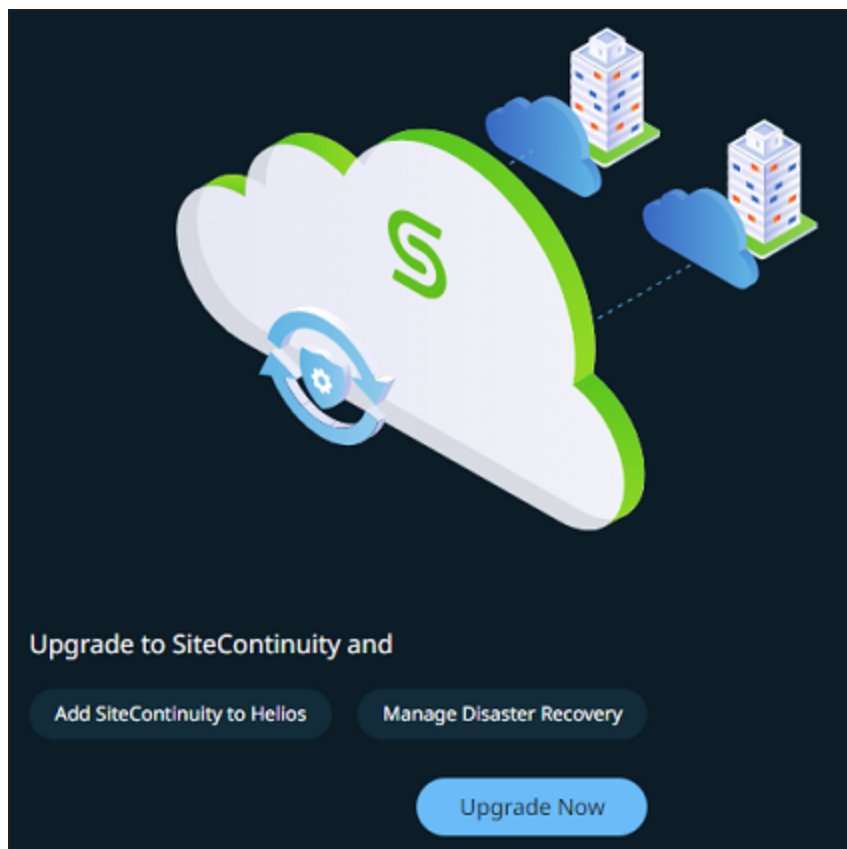 Upgrade to SiteContinuity and
Add SiteContinuity to Helios
Manage Disaster Recovery
Upgrade Now